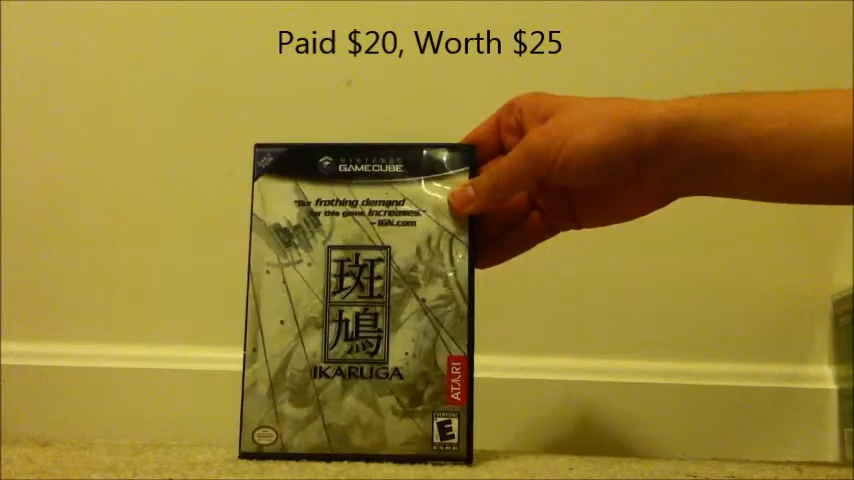 Paid $20, Worth $25
NINTENDO
GAMECUBE
"Our frothing demand
for this game increases."
-IGN.com
斑
鳩
IKARUGA
ATARI
EVERYONE
E
ESRB